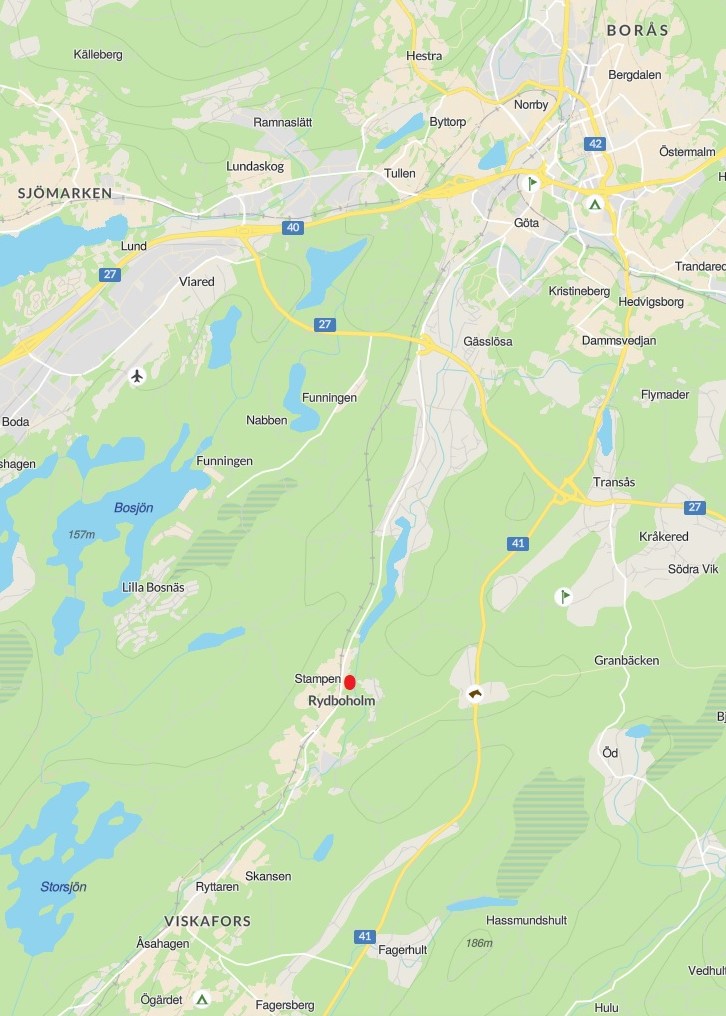 BORÅS
Källeberg
Hestra
Bergdalen
Norrby
Ramnaslätt
Byttorp
42
Östermalm
Lundaskog
Tullen
H
SJÖMARKEN
40
Göta
Lund
27
Trandared
Viared
Kristineberg
Hedvigsborg
27
Gässlösa
Dammsvedjan
Funningen
Flymader
Nabben
Boda
shagen
Funningen
Transås
Bosjön
27
157m
Kråkered
41
Södra Vik
Lilla Bosnäs
Granbäcken
Stampen
Rydboholm
Bj
Öd
Skansen
Storsjön
Ryttaren
VISKAFORS
Hassmundshult
41
Åsahagen
186m
Fagerhult
Vedhult
Ögärdet
Fagersberg
Hulu